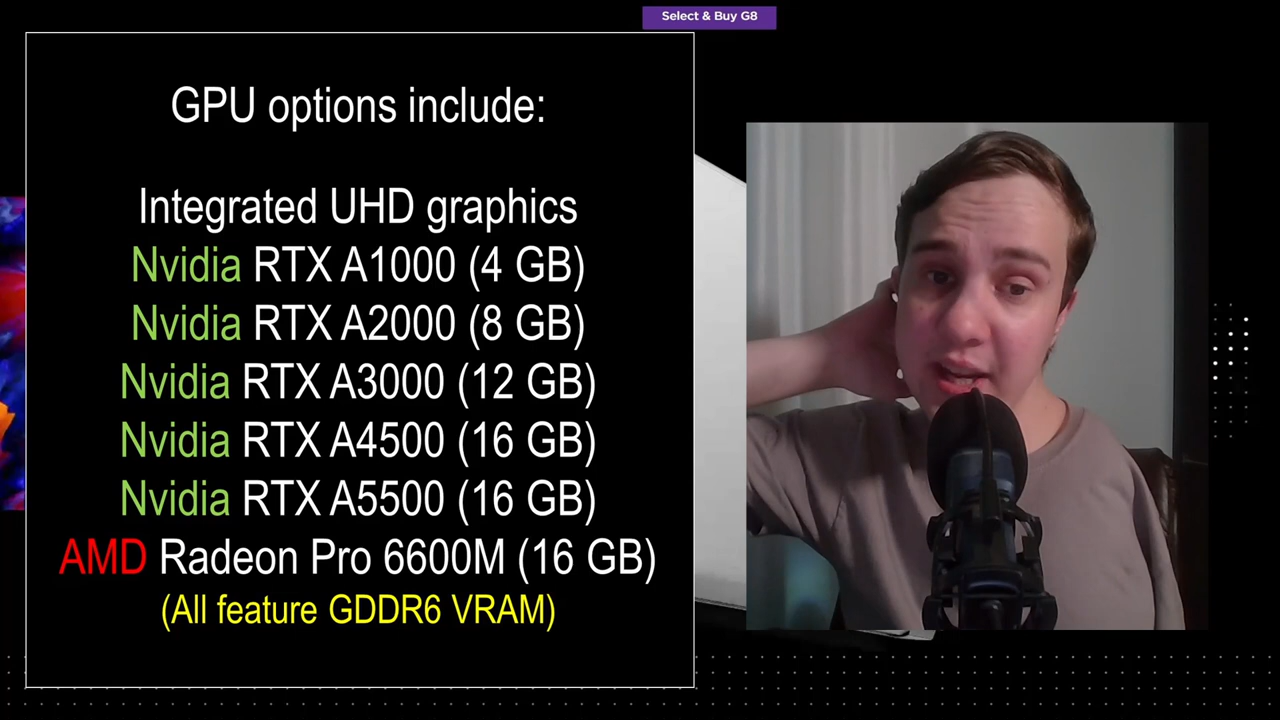 Select & Buy G8
GPU options include:
Integrated UHD graphics
Nvidia RTX A1000 (4 GB)
Nvidia RTX A2000 (8 GB)
Nvidia RTX A3000 (12 GB)
Nvidia RTX A4500 (16 GB)
Nvidia RTX A5500 (16 GB)
AMD Radeon Pro 6600M (16 GB)
(All feature GDDR6 VRAM)